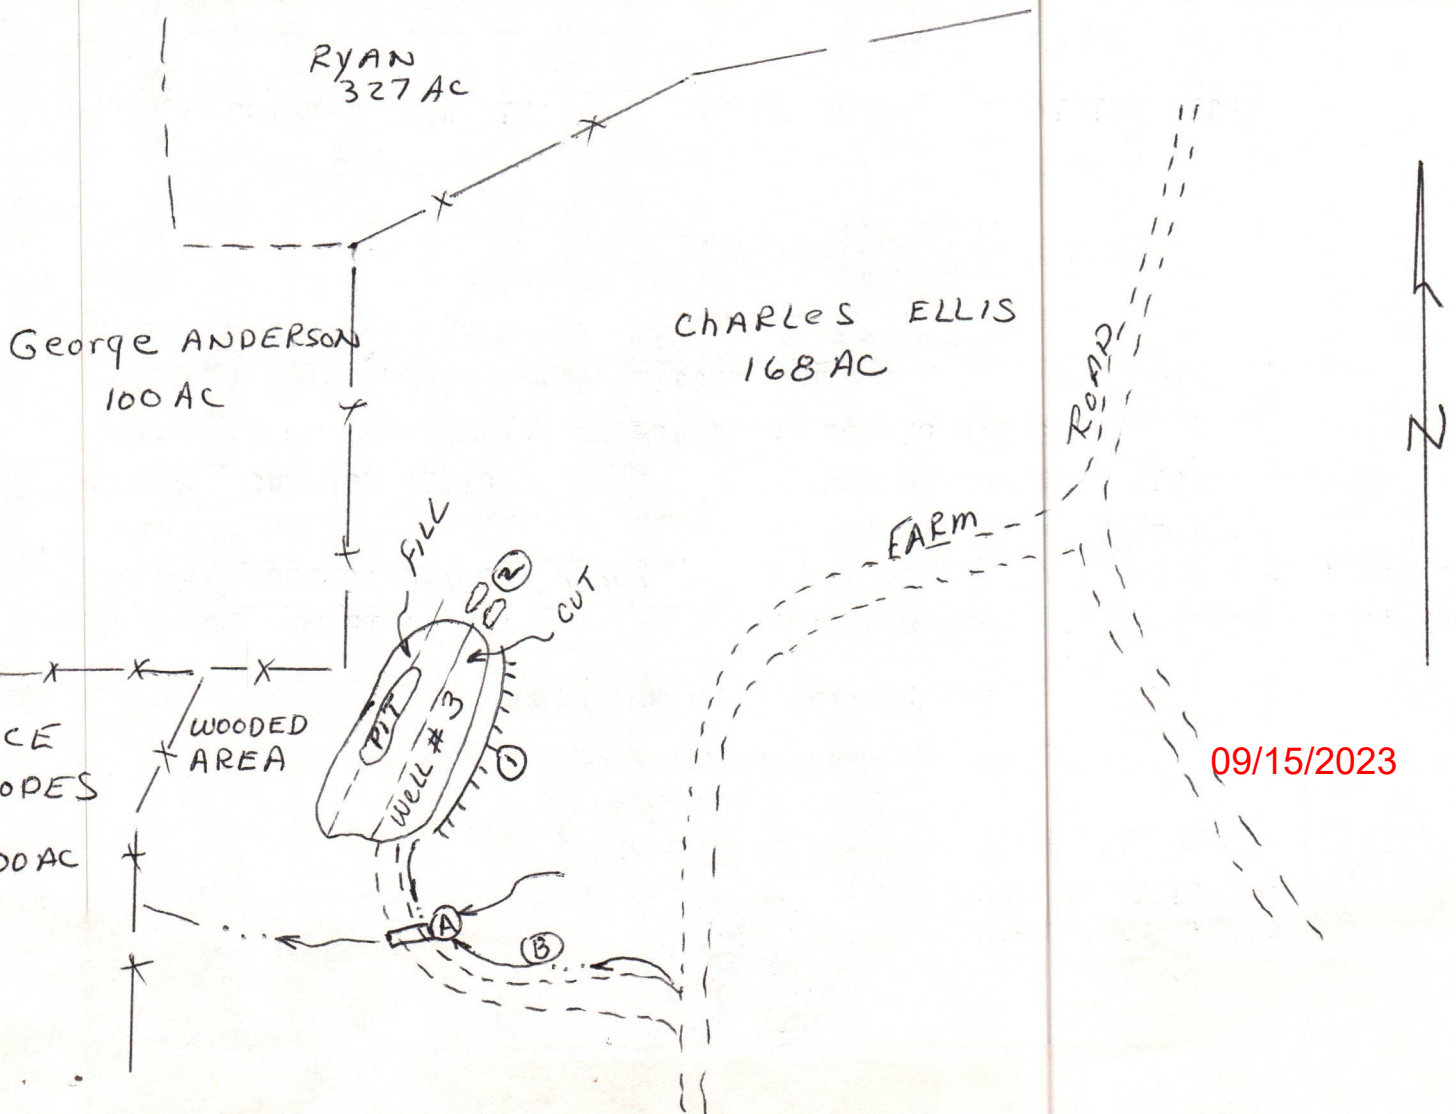 RYAN
327 AC
George ANDERSON
100 AC
ChARLeS ELLIS
168 AC
ROAD
FARM
N
FILL
2
CUT
PIT
Well # 3
1
WOODED
AREA
CE
OPES
00 AC
A
B
09/15/2023